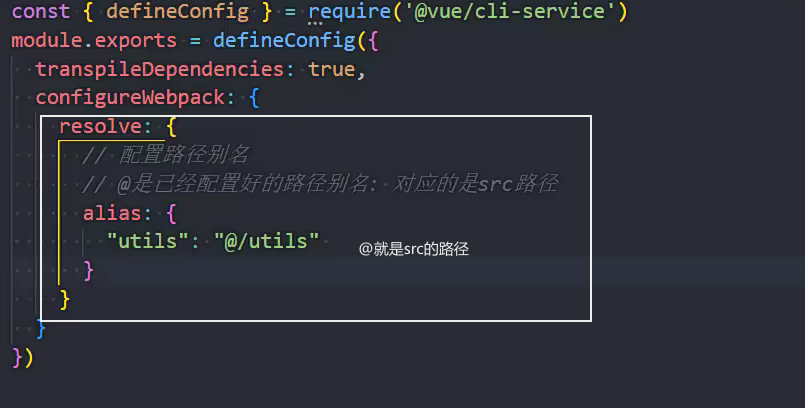 const { defineConfig } = require('@vue/cli-service')
module.exports = defineConfig({
  transpileDependencies: true,
  configureWebpack: {
    resolve: {
      // 配置路径别名
      // @是已经配置好的路径别名: 对应的是src路径
      alias: {
        "utils": "@/utils" @就是src的路径
      }
    }
  }
})